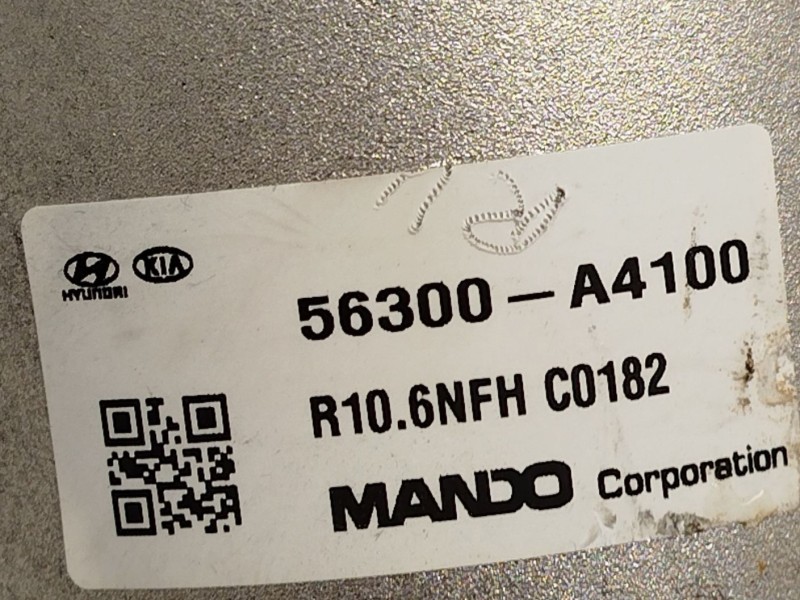 HYUNDAI KIA
56300-A4100
R10.6NFH C0182
MANDO Corporation